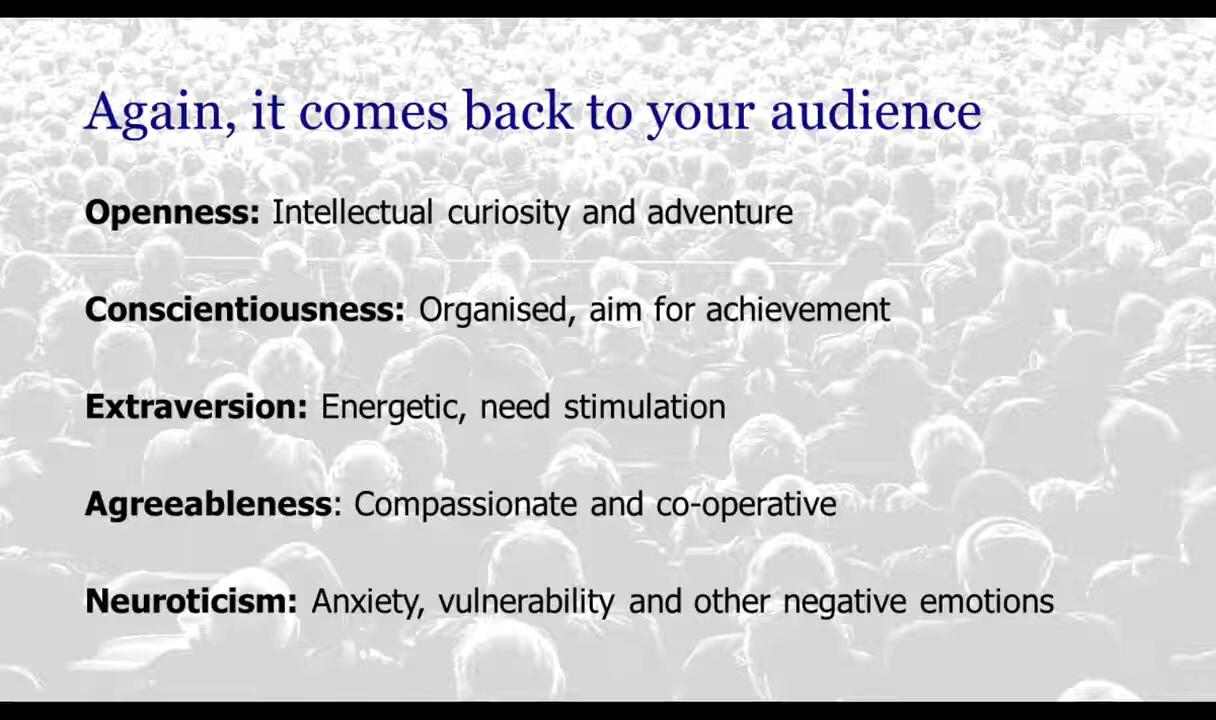 Again, it comes back to your audience
Openness: Intellectual curiosity and adventure
Conscientiousness: Organised, aim for achievement
Extraversion: Energetic, need stimulation
Agreeableness: Compassionate and co-operative
Neuroticism: Anxiety, vulnerability and other negative emotions